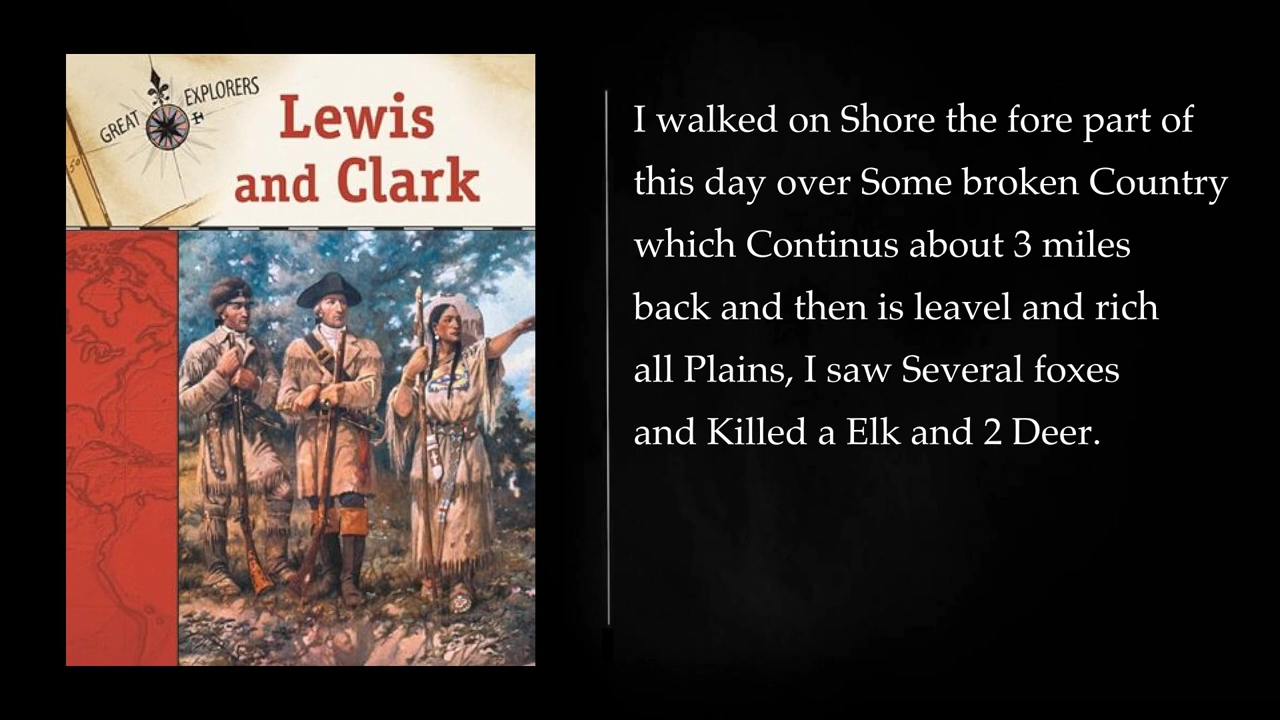 GREAT EXPLORERS
Lewis
and Clark
50
I walked on Shore the fore part of
this day over Some broken Country
which Continus about 3 miles
back and then is leavel and rich
all Plains, I saw Several foxes
and Killed a Elk and 2 Deer.